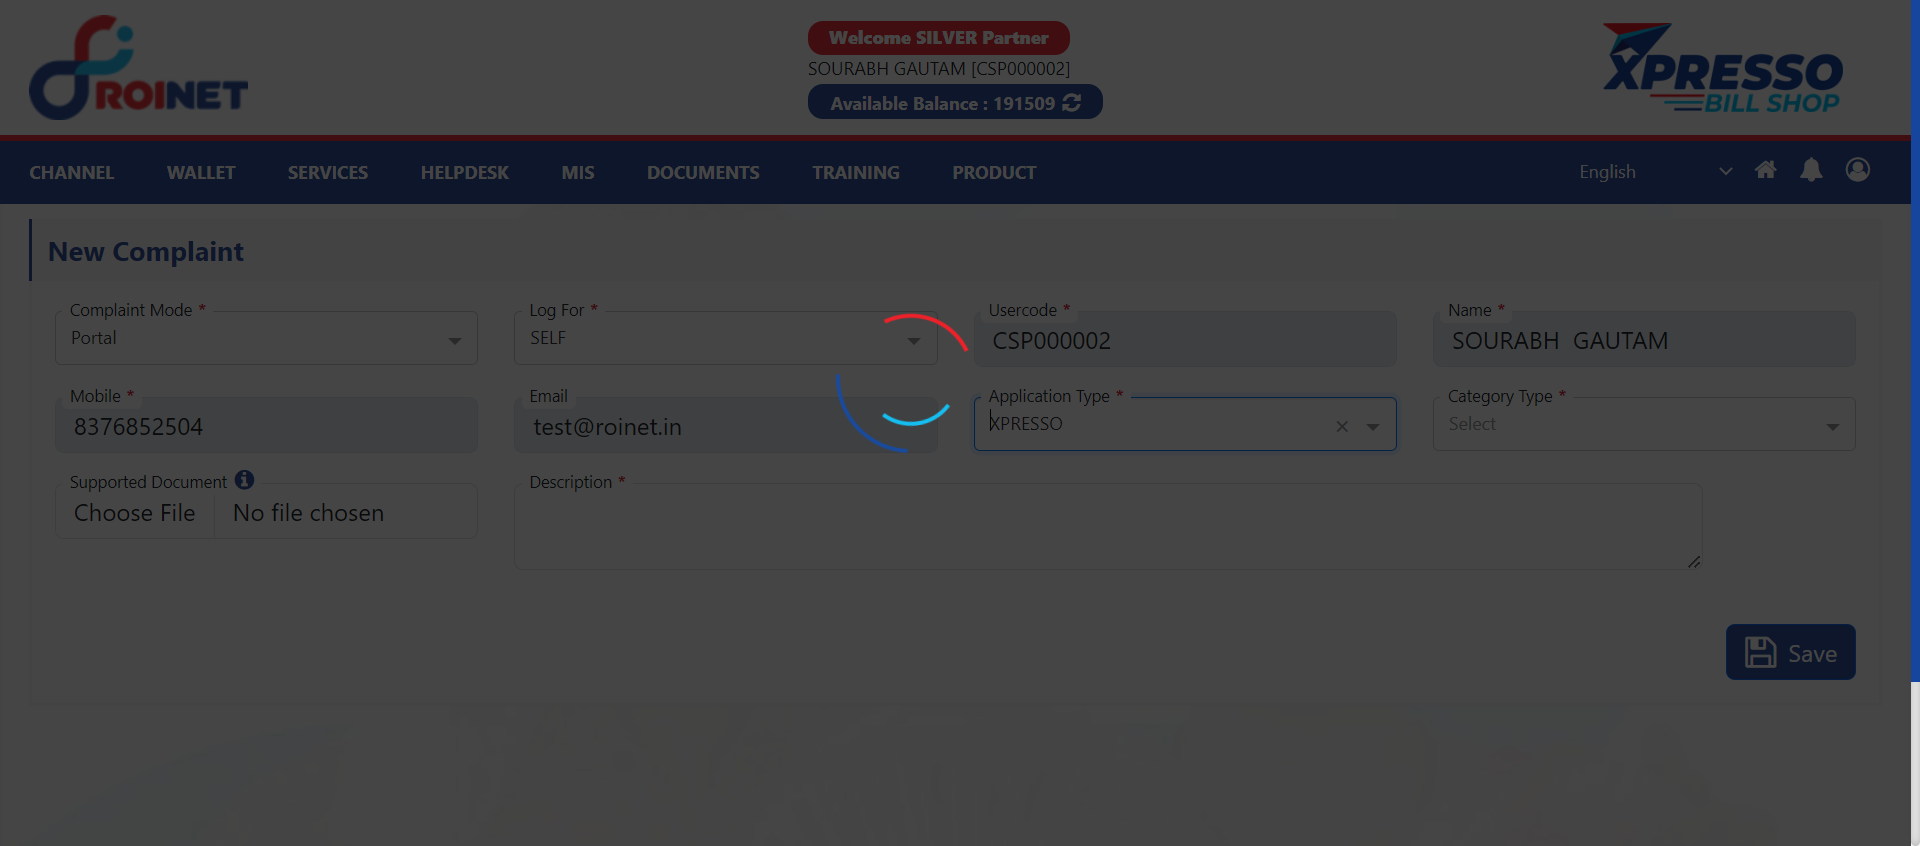 ROINET
Welcome SILVER Partner
SOURABH GAUTAM [CSP000002]
Available Balance : 191509
XPRESSO
BILL SHOP
CHANNEL WALLET SERVICES HELPDESK MIS DOCUMENTS TRAINING PRODUCT English
New Complaint
Complaint Mode * Log For * Usercode * Name *
Portal SELF CSP000002 SOURABH GAUTAM
Mobile * Email Application Type * Category Type *
8376852504 test@roinet.in XPRESSO Select
Supported Document Description *
Choose File No file chosen
Save